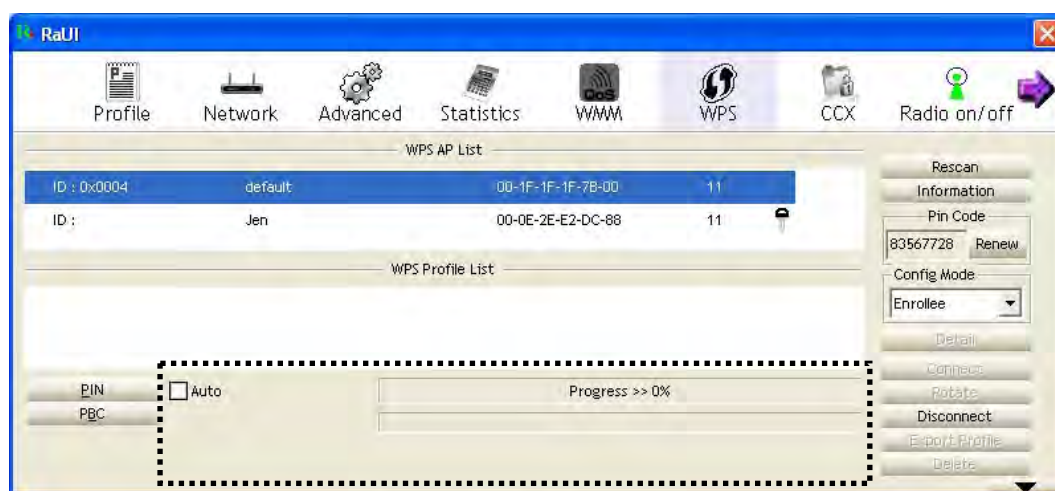 RaUI
Profile Network Advanced Statistics QoS WMM WPS CCX Radio on/off
WPS AP List
ID : 0x0004 default 00-1F-1F-1F-7B-00 11
ID : Jen 00-0E-2E-E2-DC-88 11
WPS Profile List
Rescan
Information
Pin Code
83567728 Renew
Config Mode
Enrollee
Detail
Connect
Rotate
Disconnect
Export Profile
Delete
PIN
PBC
Auto
Progress >> 0%